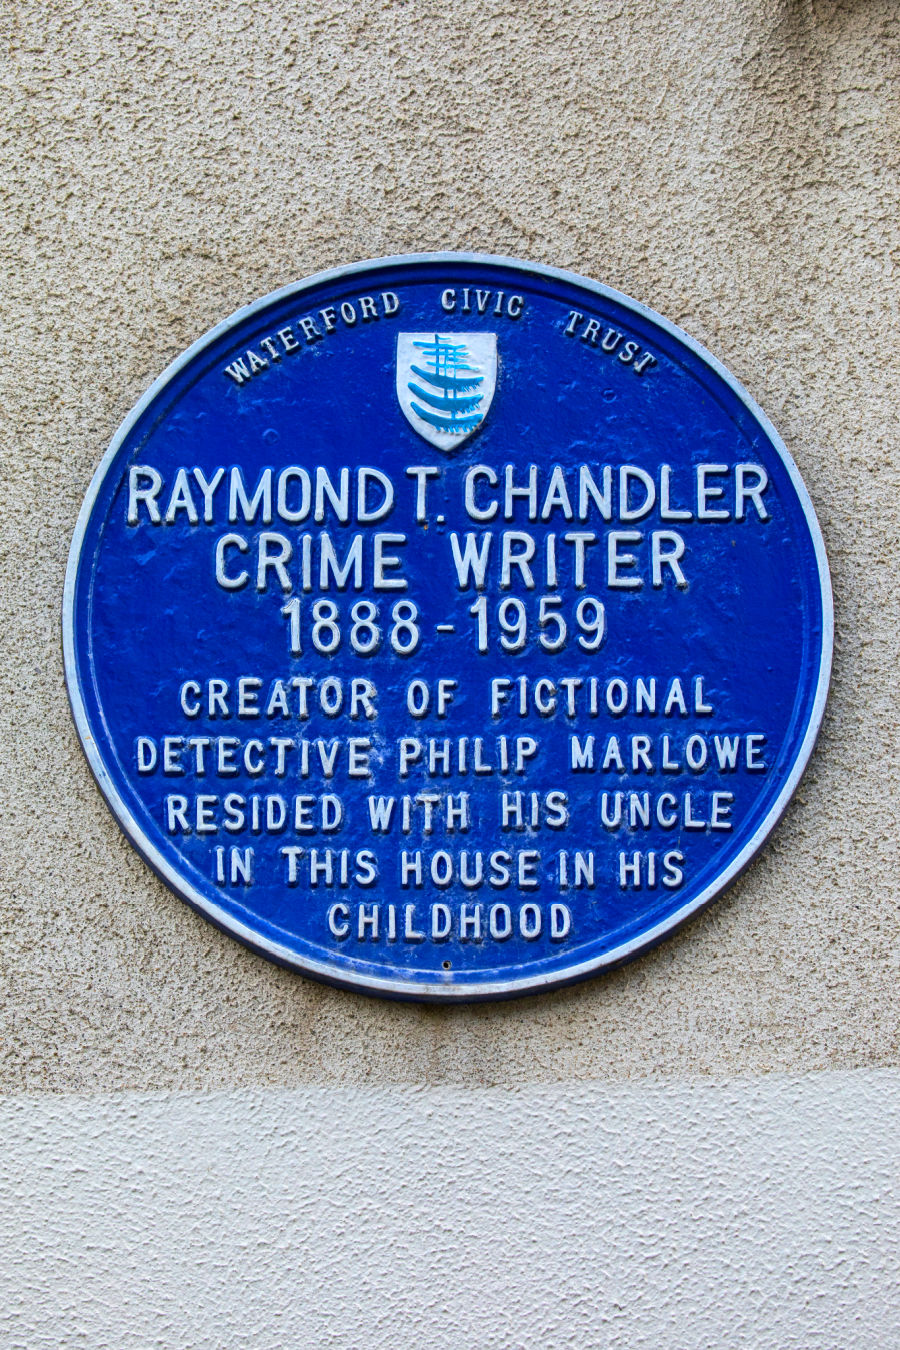 WATERFORD CIVIC TRUST
RAYMOND T. CHANDLER
CRIME WRITER
1888 - 1959
CREATOR OF FICTIONAL
DETECTIVE PHILIP MARLOWE
RESIDED WITH HIS UNCLE
IN THIS HOUSE IN HIS
CHILDHOOD